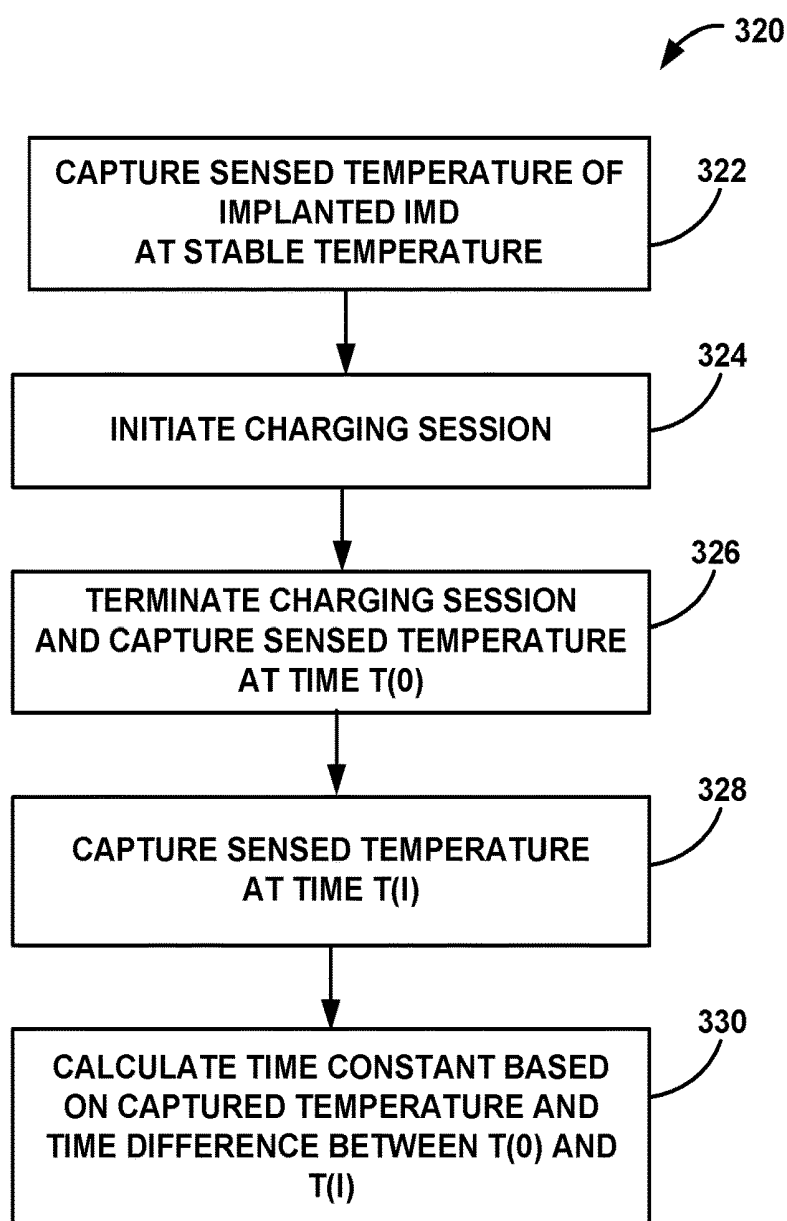 320
CAPTURE SENSED TEMPERATURE OF
IMPLANTED IMD
AT STABLE TEMPERATURE
322
INITIATE CHARGING SESSION
324
TERMINATE CHARGING SESSION
AND CAPTURE SENSED TEMPERATURE
AT TIME T(0)
326
CAPTURE SENSED TEMPERATURE
AT TIME T(I)
328
CALCULATE TIME CONSTANT BASED
ON CAPTURED TEMPERATURE AND
TIME DIFFERENCE BETWEEN T(0) AND
T(I)
330